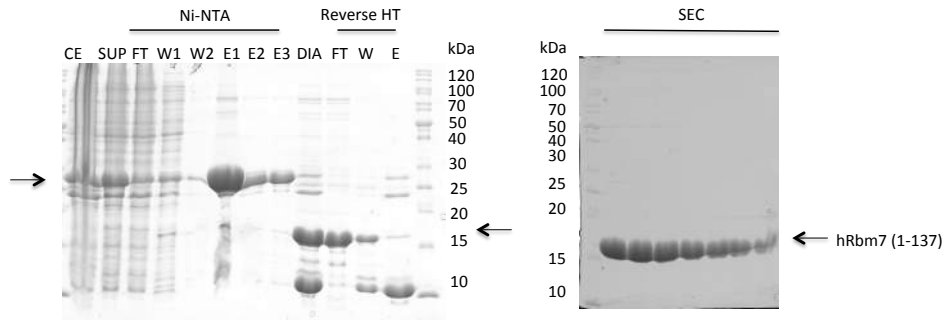 Ni-NTA
Reverse HT
SEC
CE SUP FT W1 W2 E1 E2 E3 DIA FT W E
kDa
120
100
70
50
40
30
25
20
15
10
kDa
120
100
70
50
40
30
25
20
15
10
hRbm7 (1-137)